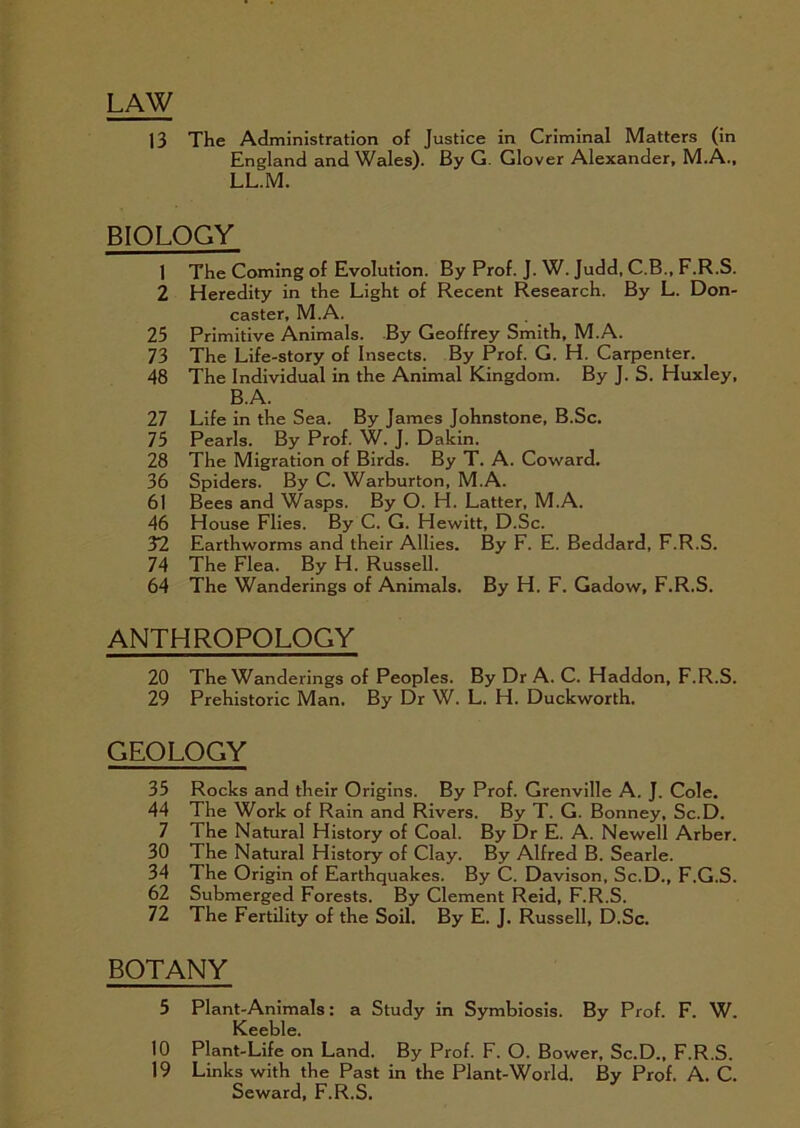 LAW
13 The Administration of Justice in Criminal Matters (in
England and Wales). By G. Glover Alexander, M.A.,
LL.M.
BIOLOGY
1 The Coming of Evolution. By Prof. J. W. Judd, C.B., F.R.S.
2 Heredity in the Light of Recent Research. By L. Don-
caster, M.A.
25 Primitive Animals. By Geoffrey Smith, M.A.
73 The Life-story of Insects. By Prof. G. H. Carpenter.
48 The Individual in the Animal Kingdom. By J. S. Huxley,
B.A.
27 Life in the Sea. By James Johnstone, B.Sc.
75 Pearls. By Prof. W. J. Dakin.
28 The Migration of Birds. By T. A. Coward.
36 Spiders. By C. Warburton, M.A.
61 Bees and Wasps. By O. H. Latter, M.A.
46 House Flies. By C. G. Hewitt, D.Sc.
32 Earthworms and their Allies. By F. E. Beddard, F.R.S.
74 The Flea. By H. Russell.
64 The Wanderings of Animals. By H. F. Gadow, F.R.S.
ANTHROPOLOGY
20 The Wanderings of Peoples. By Dr A. C. Haddon, F.R.S.
29 Prehistoric Man. By Dr W. L. H. Duckworth.
GEOLOGY
35 Rocks and their Origins. By Prof. Grenville A. J. Cole.
44 The Work of Rain and Rivers. By T. G. Bonney, Sc.D.
7 The Natural History of Coal. By Dr E. A. Newell Arber.
30 The Natural History of Clay. By Alfred B. Searle.
34 The Origin of Earthquakes. By C. Davison, Sc.D., F.G.S.
62 Submerged Forests. By Clement Reid, F.R.S.
72 The Fertility of the Soil. By E. J. Russell, D.Sc.
BOTANY
5 Plant-Animals: a Study in Symbiosis. By Prof. F. W.
Keeble.
10 Plant-Life on Land. By Prof. F. O. Bower, Sc.D., F.R.S.
19 Links with the Past in the Plant-World. By Prof. A. C.
Seward, F.R.S.